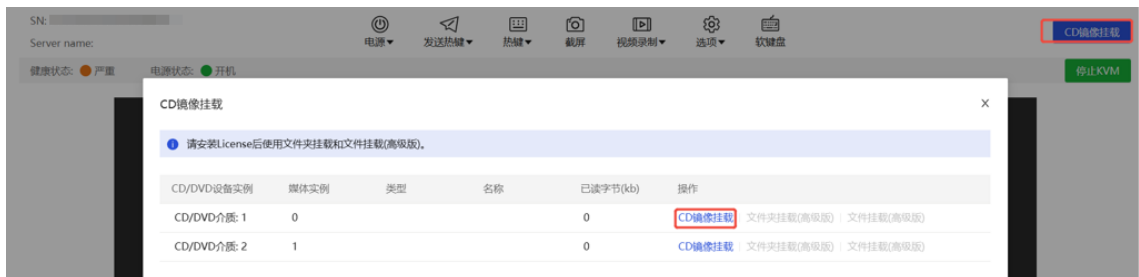 SN:
Server name:
电源▼ 发送热键▼ 热键▼ 截屏 视频录制▼ 选项▼ 软键盘
CD镜像挂载
健康状态: 严重 电源状态: 开机
停止KVM
CD镜像挂载 X
请安装License后使用文件夹挂载和文件挂载(高级版)。
CD/DVD设备实例 媒体实例 类型 名称 已读字节(kb) 操作
CD/DVD介质: 1 0 0 CD镜像挂载 | 文件夹挂载(高级版) | 文件挂载(高级版)
CD/DVD介质: 2 1 0 CD镜像挂载 | 文件夹挂载(高级版) | 文件挂载(高级版)